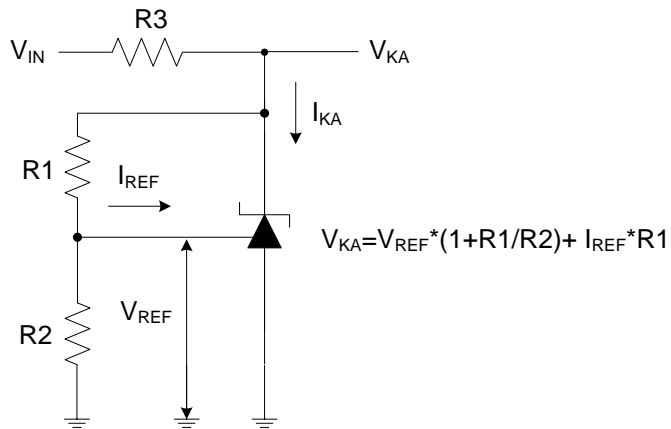 R3
V_IN
V_KA
I_KA
R1
I_REF
V_KA=V_REF*(1+R1/R2)+ I_REF*R1
V_REF
R2